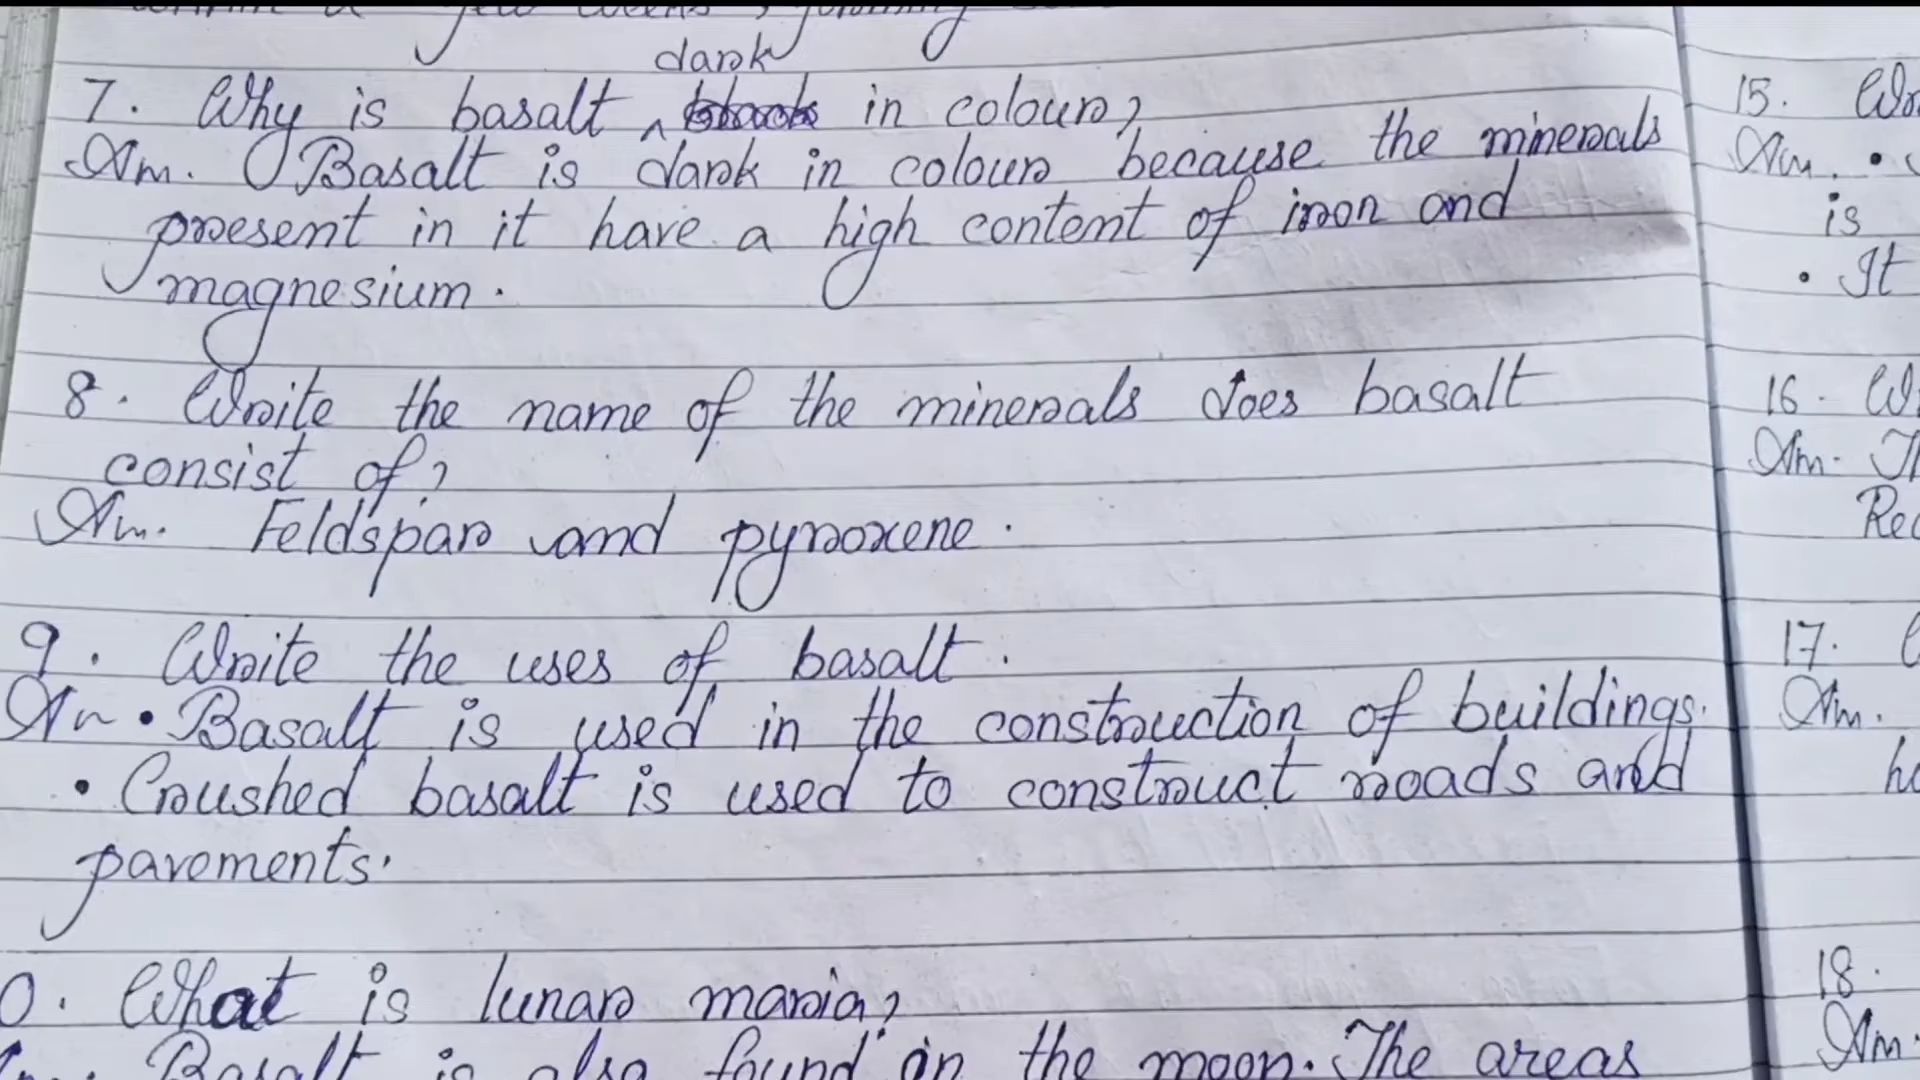 dark
7. Why is basalt ^ black in colour?
Ans. Basalt is dark in colour because the minerals
present in it have a high content of iron and
magnesium.
8. Write the name of the minerals does basalt
consist of?
Ans. Feldspar and pyroxene.
9. Write the uses of basalt.
Ans • Basalt is used in the construction of buildings.
• Crushed basalt is used to construct roads and
pavements.
0. What is lunar maria?
Basalt is also found on the moon. The areas
15.
Ans. •
is
• It
16.
Ans.
17.
Ans.
18.
Ans.